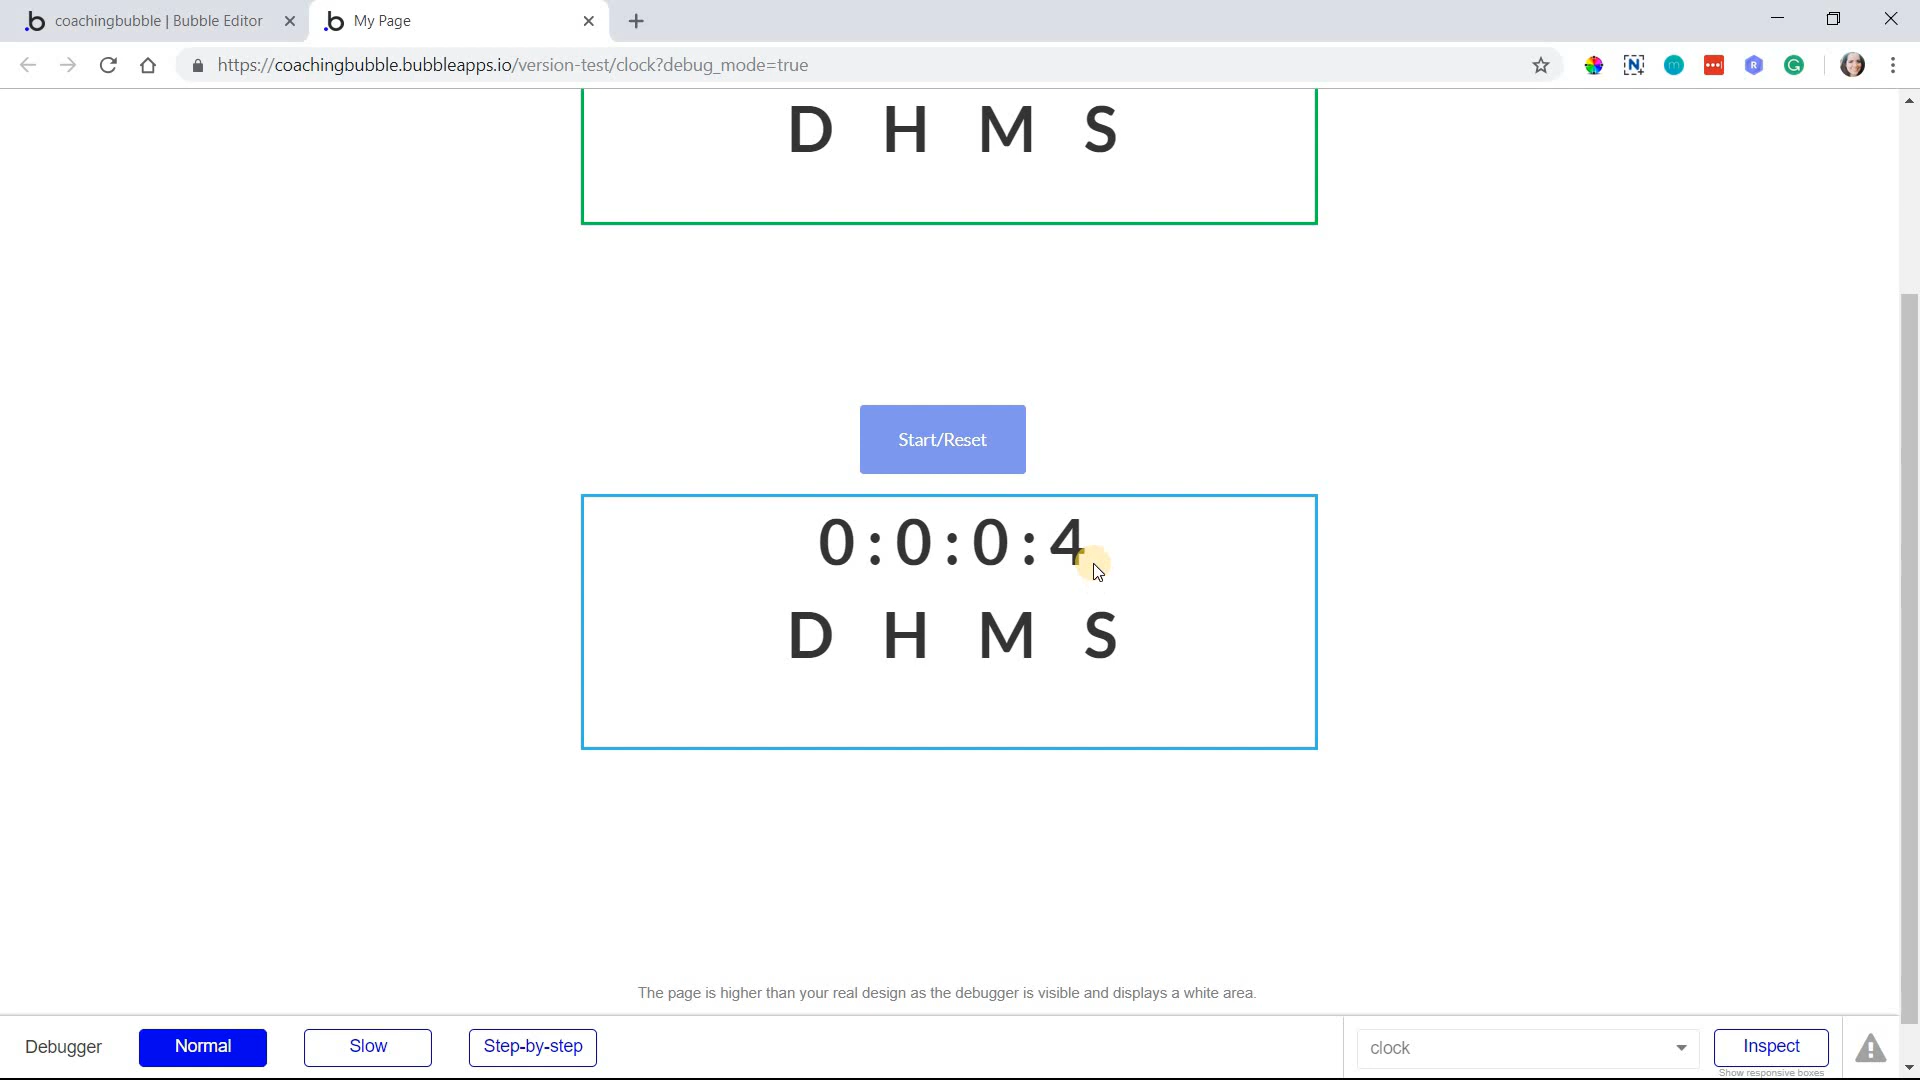 coachingbubble | Bubble Editor
My Page
https://coachingbubble.bubbleapps.io/version-test/clock?debug_mode=true
D H M S
Start/Reset
0:0:0:4
D H M S
The page is higher than your real design as the debugger is visible and displays a white area.
Debugger
Normal
Slow
Step-by-step
clock
Inspect
Show responsive boxes